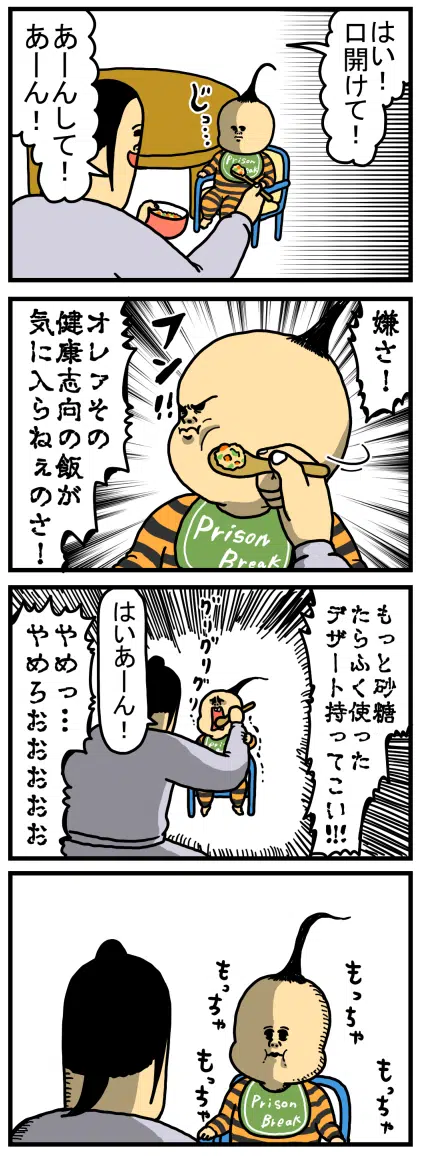 はい！
口開けて！
あーんして！
あーん！
じっ…
Prison
Break
嫌さ！
フン!!
オレァその
健康志向の飯が
気に入らねぇのさ！
Prison
Break
もっと砂糖
たらふく使った
デザート持ってこい!!!
グリグリグリ
はいあーん！
やめっ…
やめろおおおおお
もっちゃ
もっちゃ
もっちゃ
もっちゃ
Prison
Break